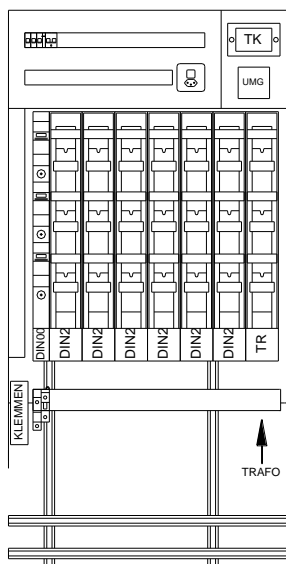 TK
UMG
DIN00
DIN2
DIN2
DIN2
DIN2
DIN2
DIN2
TR
KLEMMEN
TRAFO